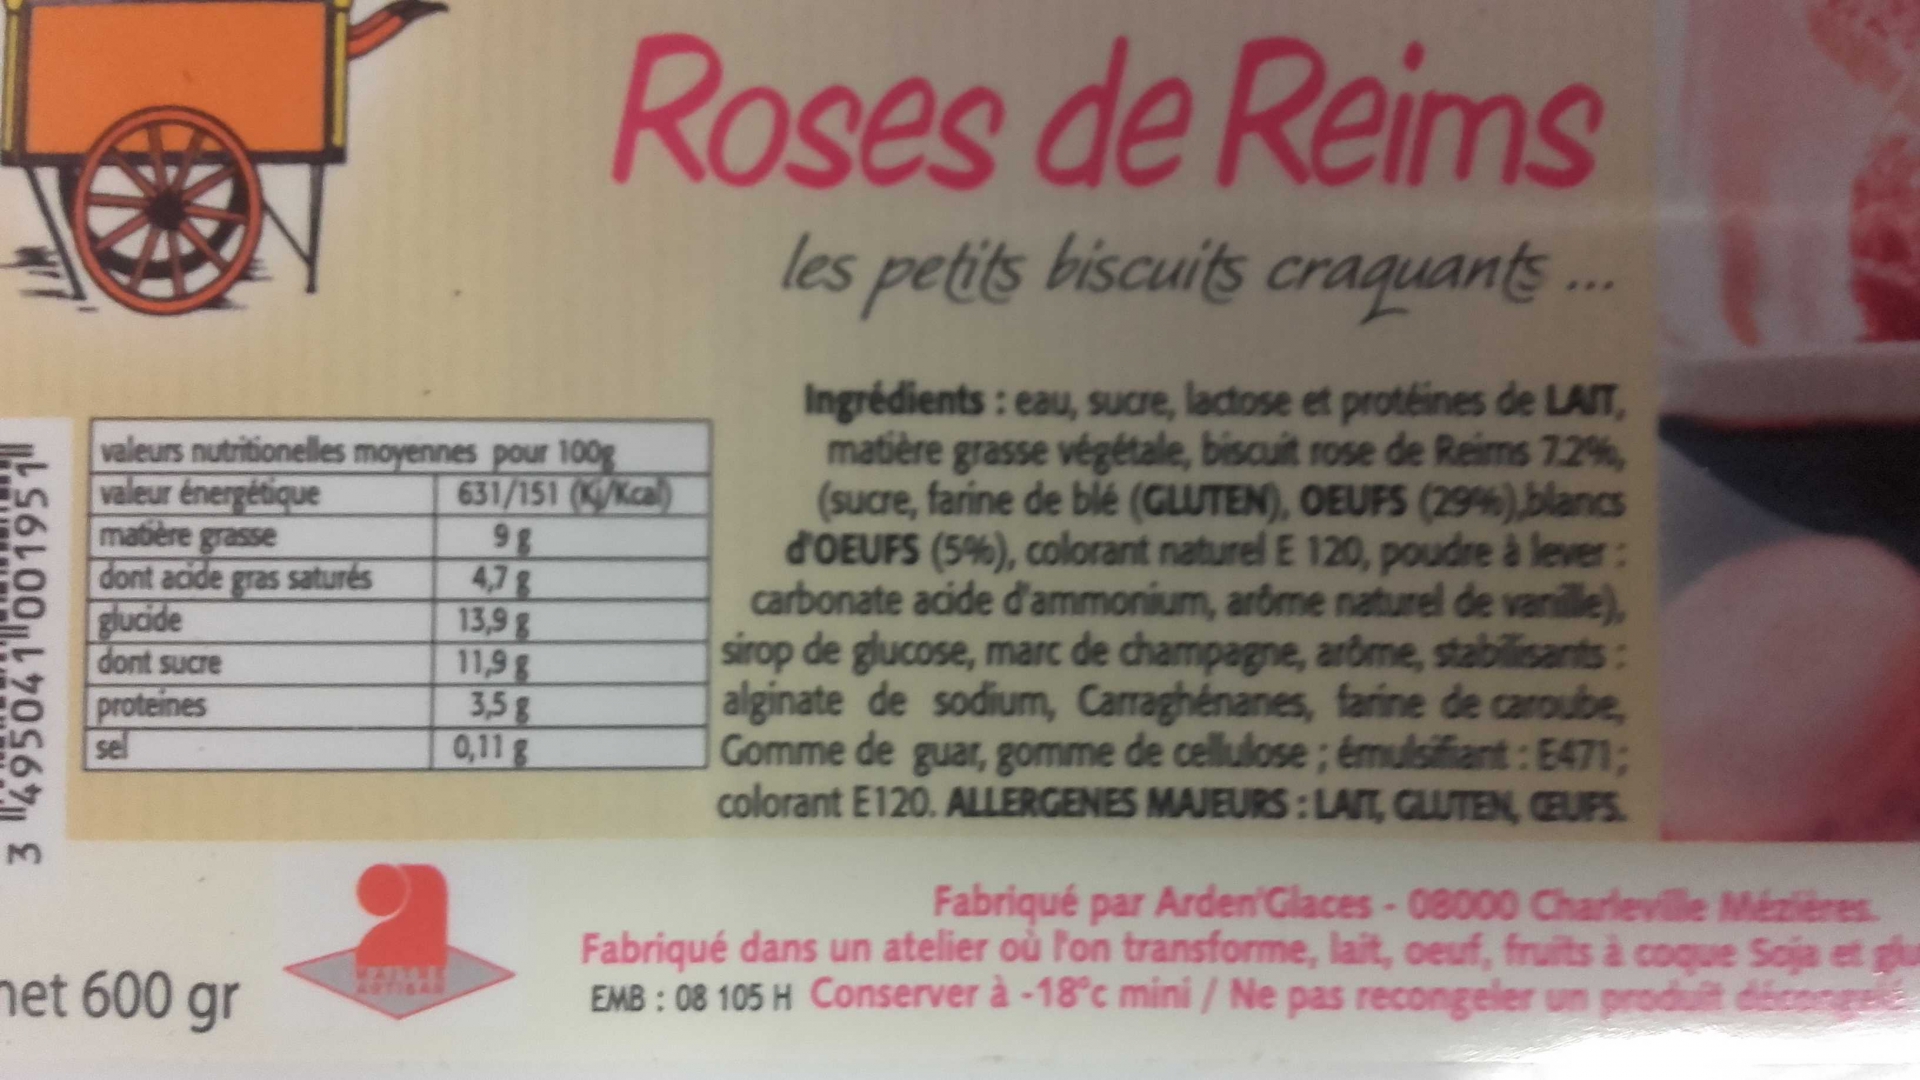 Roses de Reims
les petits biscuits craquants ...
Ingrédients : eau, sucre, lactose et protéines de LAIT,
matière grasse végétale, biscuit rose de Reims 7.2%,
(sucre, farine de blé (GLUTEN), OEUFS (29%),blancs
d'OEUFS (5%), colorant naturel E 120, poudre à lever :
carbonate acide d'ammonium, arôme naturel de vanille),
sirop de glucose, marc de champagne, arôme, stabilisants :
alginate de sodium, Carraghénanes, farine de caroube,
Gomme de guar, gomme de cellulose ; émulsifiant : E471 ;
colorant E120. ALLERGENES MAJEURS : LAIT, GLUTEN, ŒUFS.
valeurs nutritionelles moyennes pour 100g
valeur énergétique 631/151 (Kj/Kcal)
matière grasse 9 g
dont acide gras saturés 4,7 g
glucide 13,9 g
dont sucre 11,9 g
proteines 3,5 g
sel 0,11 g
3 495041 001951
net 600 gr
Fabriqué par Arden'Glaces - 08000 Charleville Mézières.
Fabriqué dans un atelier où l'on transforme, lait, oeuf, fruits à coque Soja et glu
EMB : 08 105 H Conserver à -18°c mini / Ne pas recongeler un produit décongelé